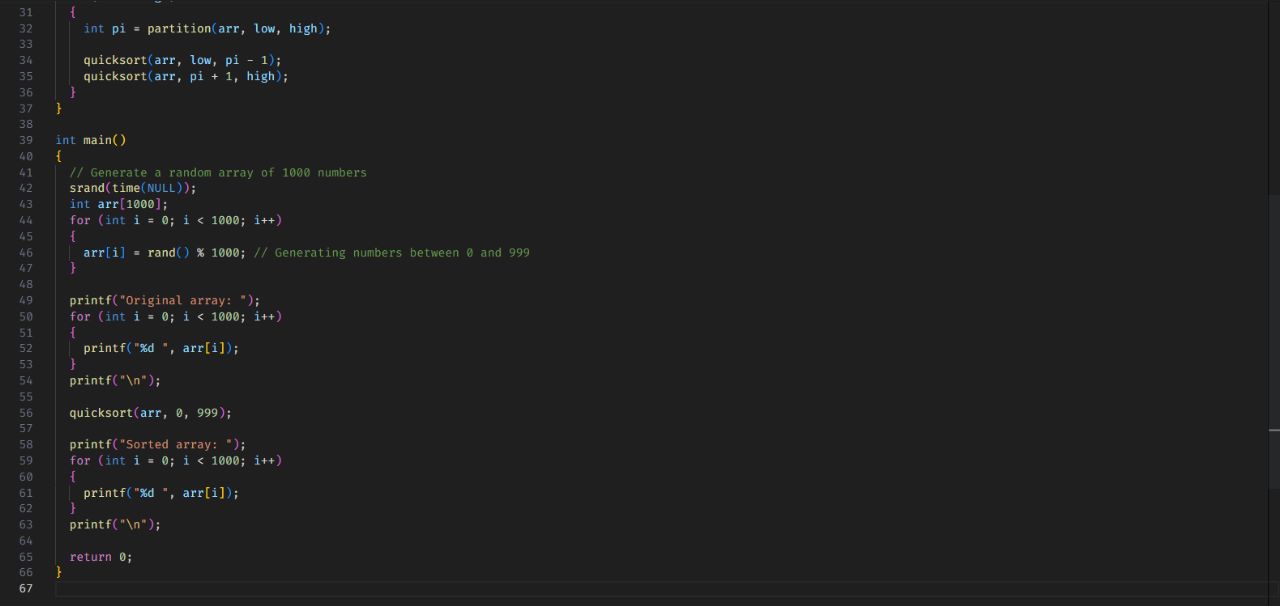 31 {
32 int pi = partition(arr, low, high);
33
34 quicksort(arr, low, pi - 1);
35 quicksort(arr, pi + 1, high);
36 }
37 }
38
39 int main()
40 {
41 // Generate a random array of 1000 numbers
42 srand(time(NULL));
43 int arr[1000];
44 for (int i = 0; i < 1000; i++)
45 {
46 arr[i] = rand() % 1000; // Generating numbers between 0 and 999
47 }
48
49 printf("Original array: ");
50 for (int i = 0; i < 1000; i++)
51 {
52 printf("%d ", arr[i]);
53 }
54 printf("\n");
55
56 quicksort(arr, 0, 999);
57
58 printf("Sorted array: ");
59 for (int i = 0; i < 1000; i++)
60 {
61 printf("%d ", arr[i]);
62 }
63 printf("\n");
64
65 return 0;
66 }
67